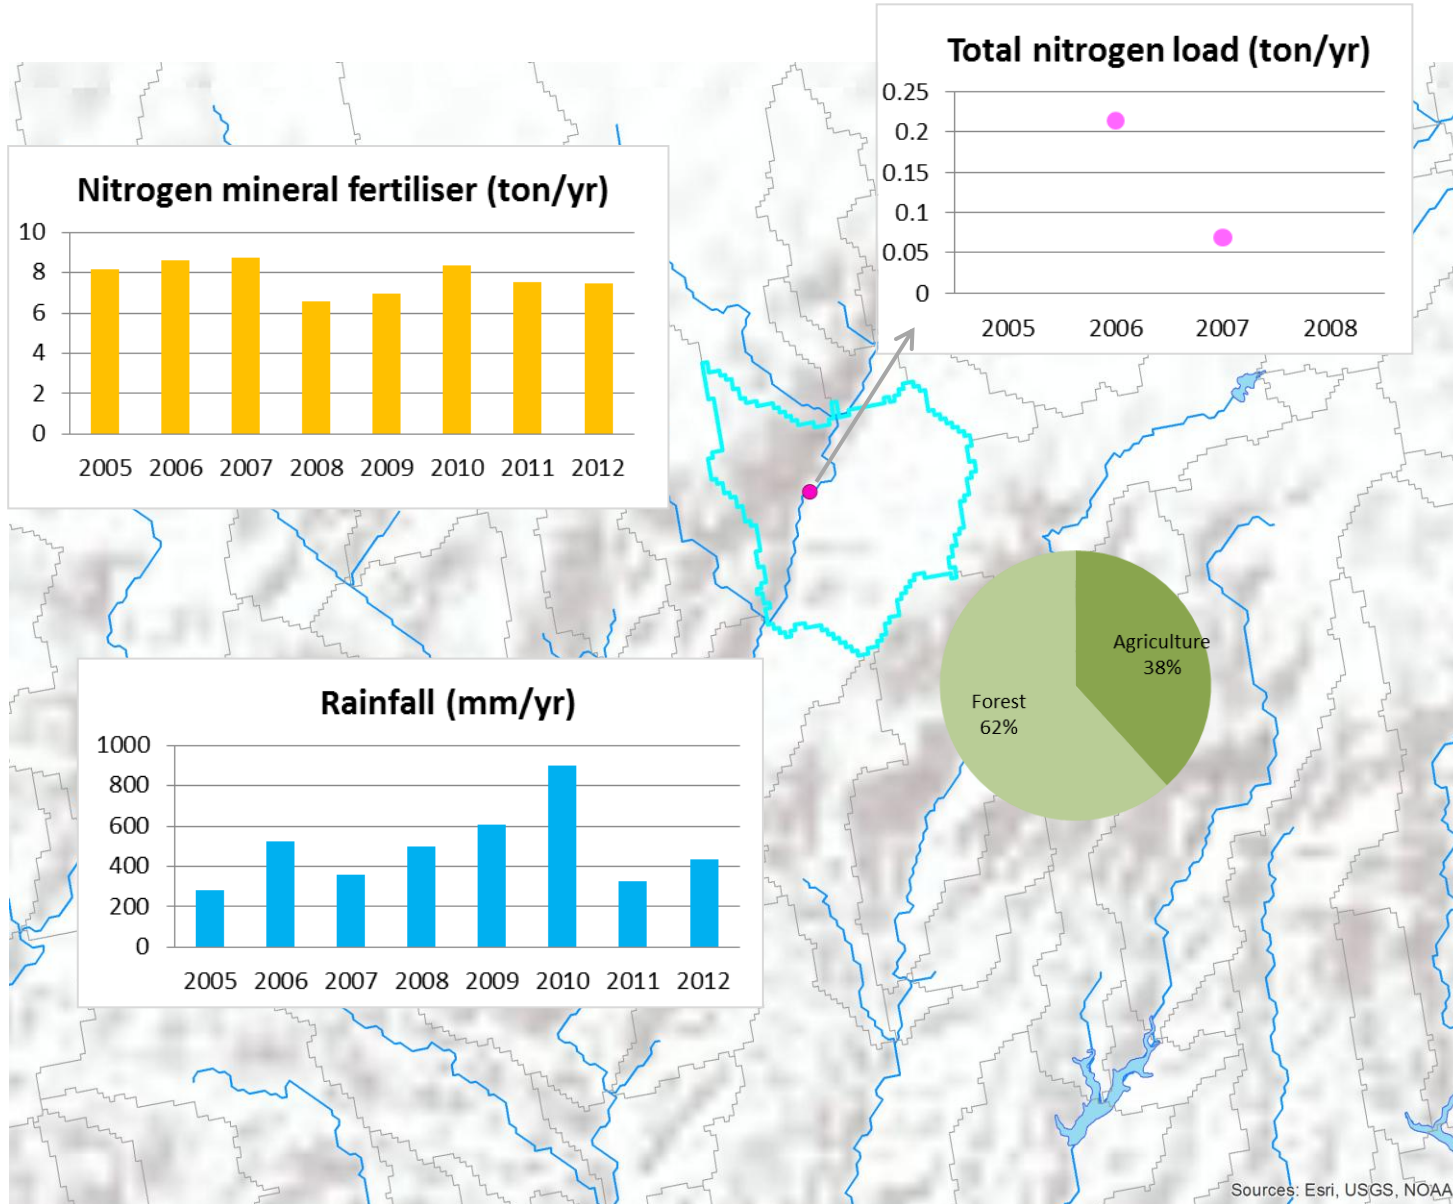 Total nitrogen load (ton/yr)
0.25
0.2
0.15
0.1
0.05
0
2005 2006 2007 2008
Nitrogen mineral fertiliser (ton/yr)
10
8
6
4
2
0
2005 2006 2007 2008 2009 2010 2011 2012
Agriculture
38%
Forest
62%
Rainfall (mm/yr)
1000
800
600
400
200
0
2005 2006 2007 2008 2009 2010 2011 2012
Sources: Esri, USGS, NOAA